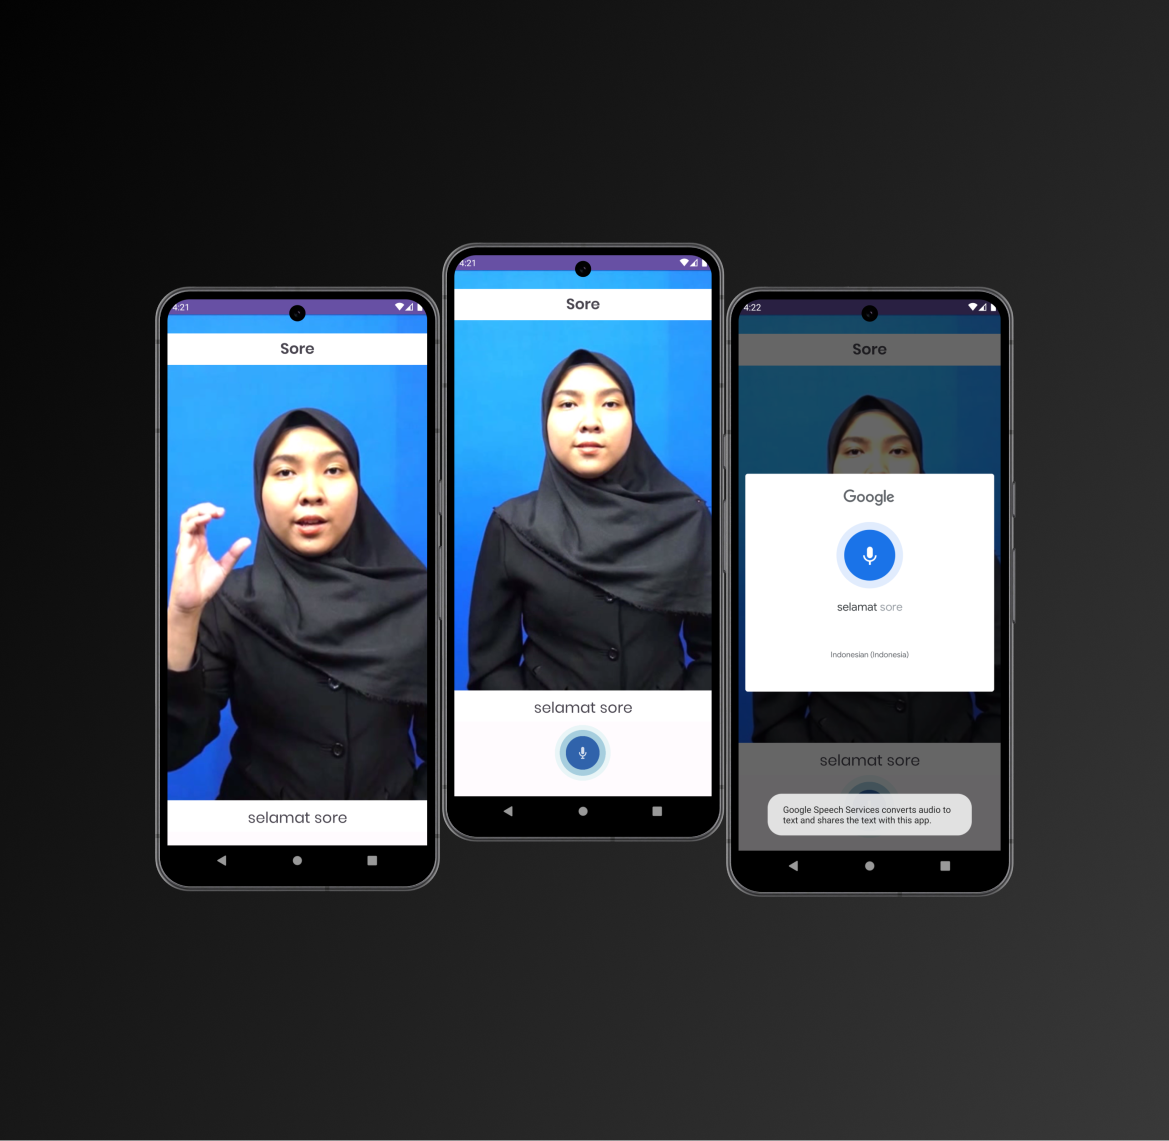 4:21
Sore
selamat sore
4:21
Sore
selamat sore
4:22
Sore
Google
selamat sore
Indonesian (Indonesia)
selamat sore
Google Speech Services converts audio to
text and shares the text with this app.